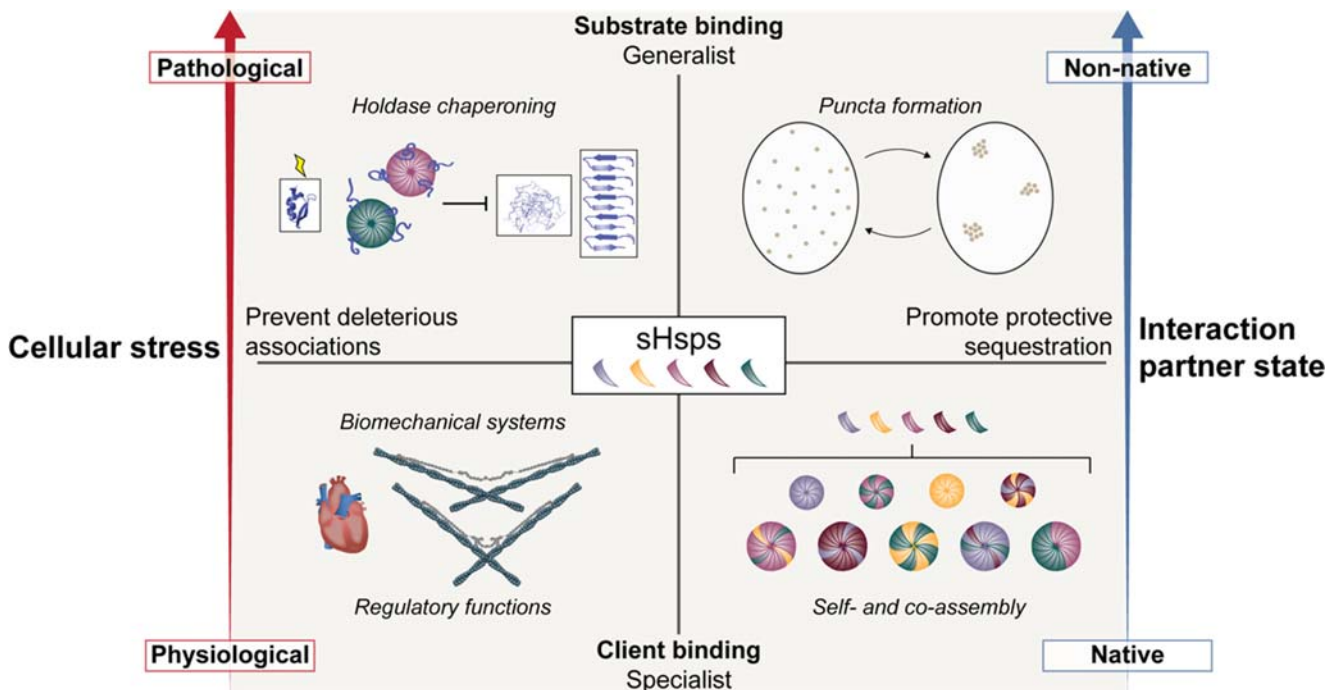 Substrate binding
Generalist
Pathological
Non-native
Holdase chaperoning
Puncta formation
Cellular stress
Prevent deleterious
associations
sHsps
Promote protective
sequestration
Interaction
partner state
Biomechanical systems
Regulatory functions
Self- and co-assembly
Physiological
Client binding
Specialist
Native